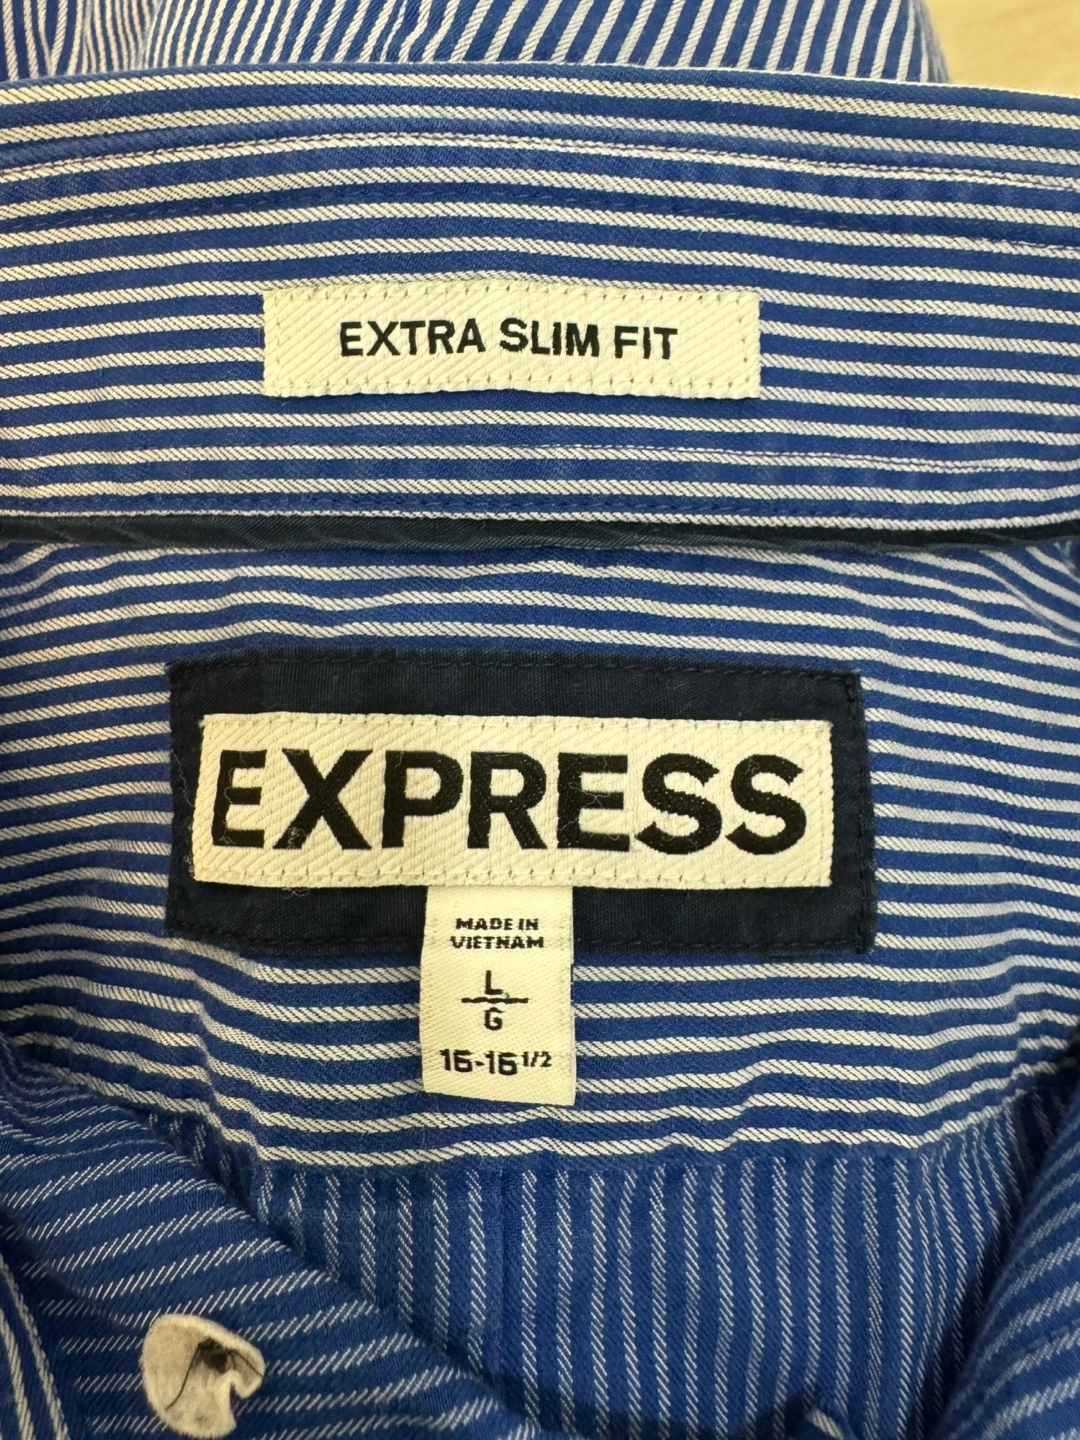 EXTRA SLIM FIT
EXPRESS
MADE IN
VIETNAM
L
G
16-16 1/2